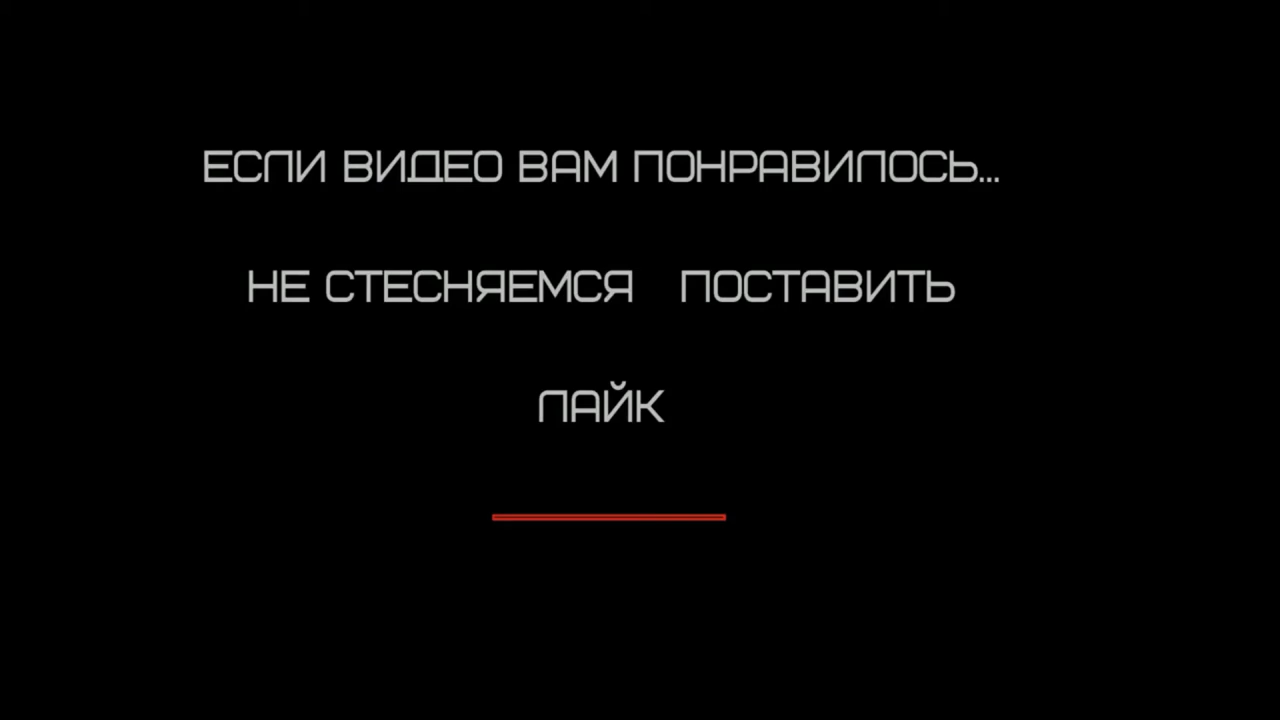 ЕСЛИ ВИДЕО ВАМ ПОНРАВИЛОСЬ...
НЕ СТЕСНЯЕМСЯ ПОСТАВИТЬ
ЛАЙК